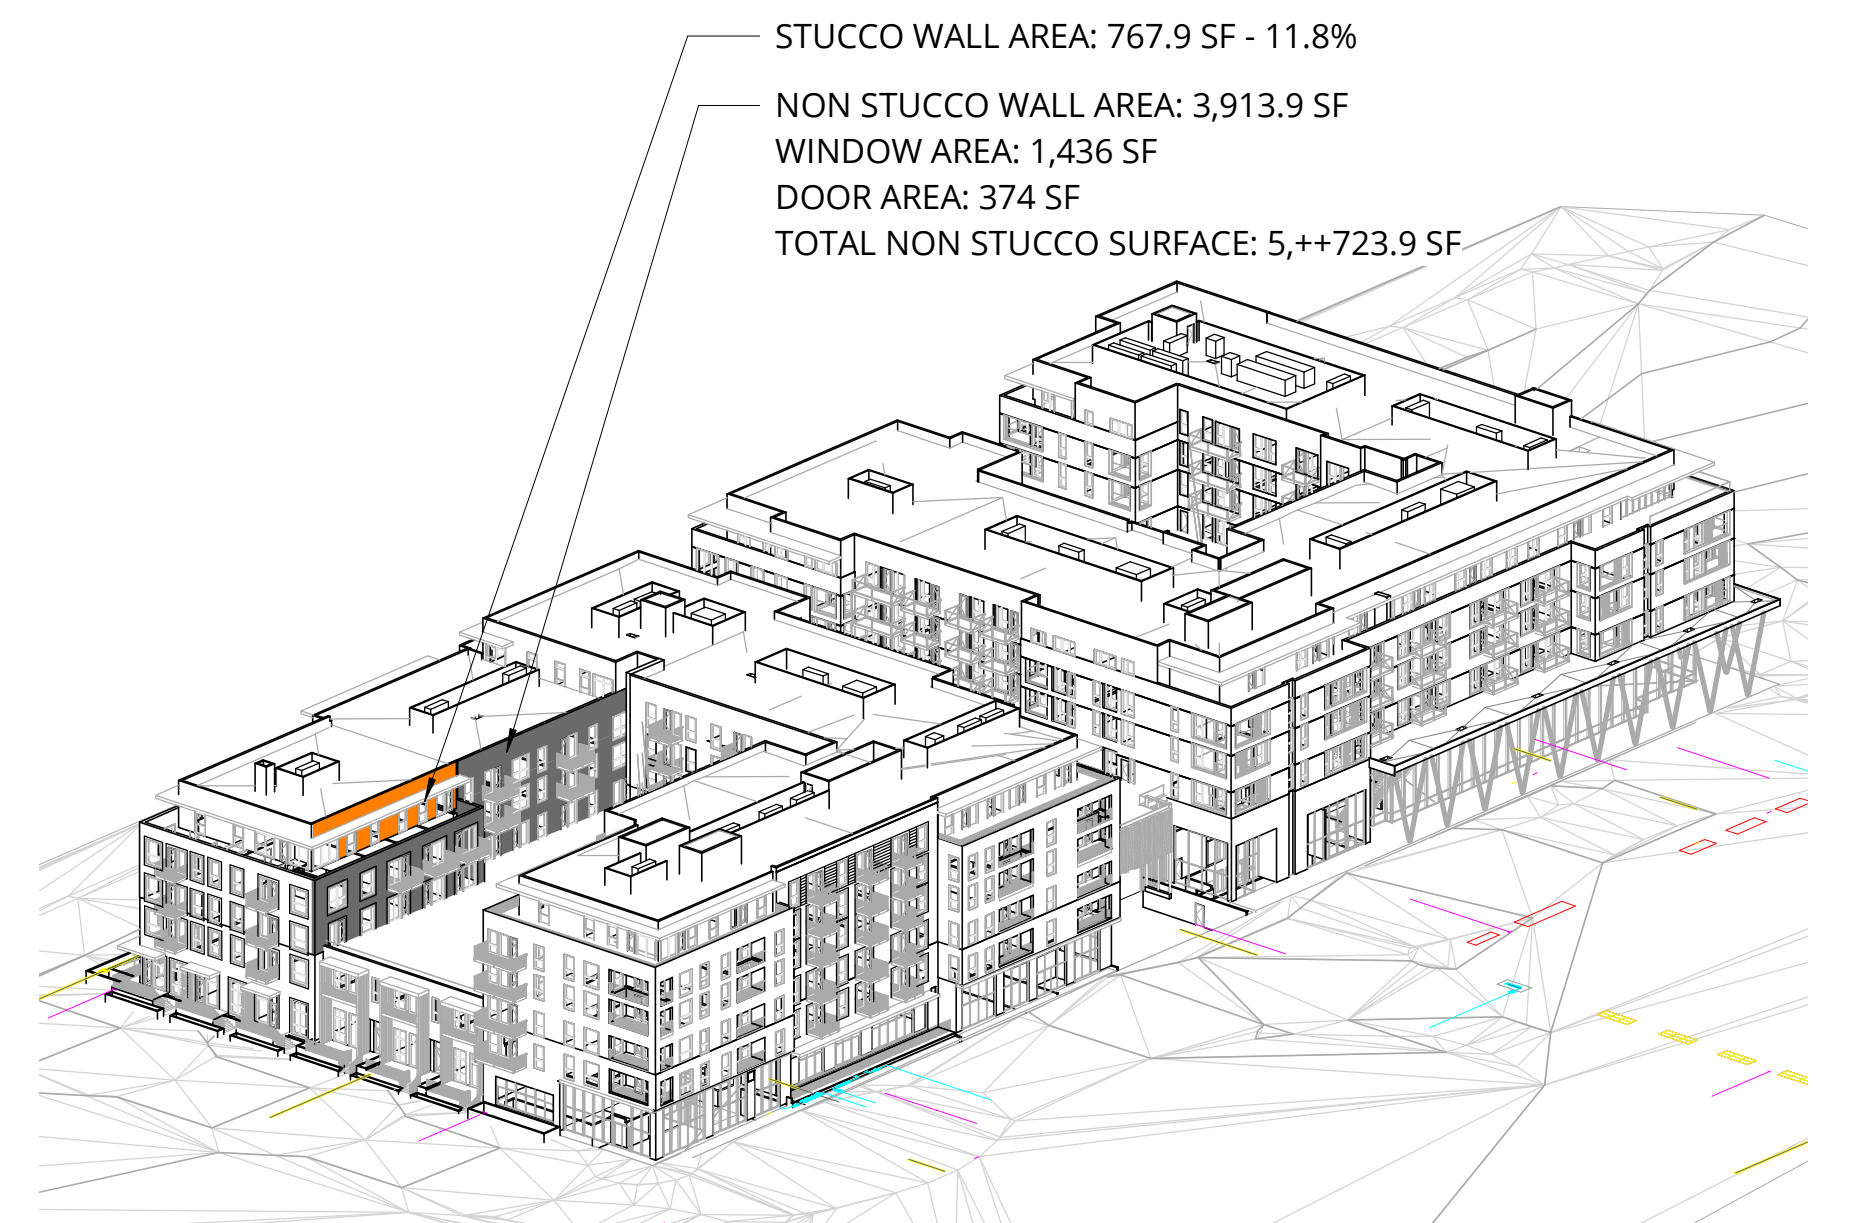 STUCCO WALL AREA: 767.9 SF - 11.8%
NON STUCCO WALL AREA: 3,913.9 SF
WINDOW AREA: 1,436 SF
DOOR AREA: 374 SF
TOTAL NON STUCCO SURFACE: 5,++723.9 SF